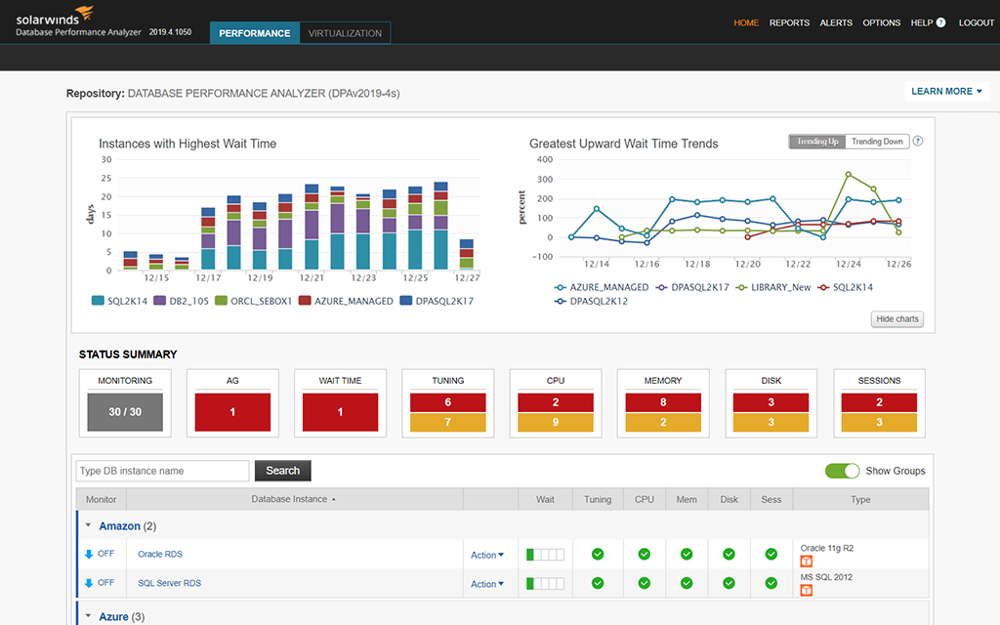 solarwinds
Database Performance Analyzer 2019.4.1050
PERFORMANCE VIRTUALIZATION
HOME REPORTS ALERTS OPTIONS HELP ? LOGOUT
Repository: DATABASE PERFORMANCE ANALYZER (DPAv2019-4s)
LEARN MORE
Instances with Highest Wait Time
30
25
20
15
10
5
0
days
12/15 12/17 12/19 12/21 12/23 12/25 12/27
SQL2K14 DB2_105 ORCL_SEBOX1 AZURE_MANAGED DPASQL2K17
Greatest Upward Wait Time Trends
Trending Up Trending Down ?
400
300
200
100
0
-100
percent
12/14 12/16 12/18 12/20 12/22 12/24 12/26
AZURE_MANAGED DPASQL2K17 LIBRARY_New SQL2K14
DPASQL2K12
Hide charts
STATUS SUMMARY
MONITORING AG WAIT TIME TUNING CPU MEMORY DISK SESSIONS
30 / 30 1 1
6 2 8 3 2
7 9 2 3 3
Type DB instance name Search Show Groups
Monitor Database Instance Wait Tuning CPU Mem Disk Sess Type
Amazon (2)
OFF Oracle RDS Action Oracle 11g R2
OFF SQL Server RDS Action MS SQL 2012
Azure (3)